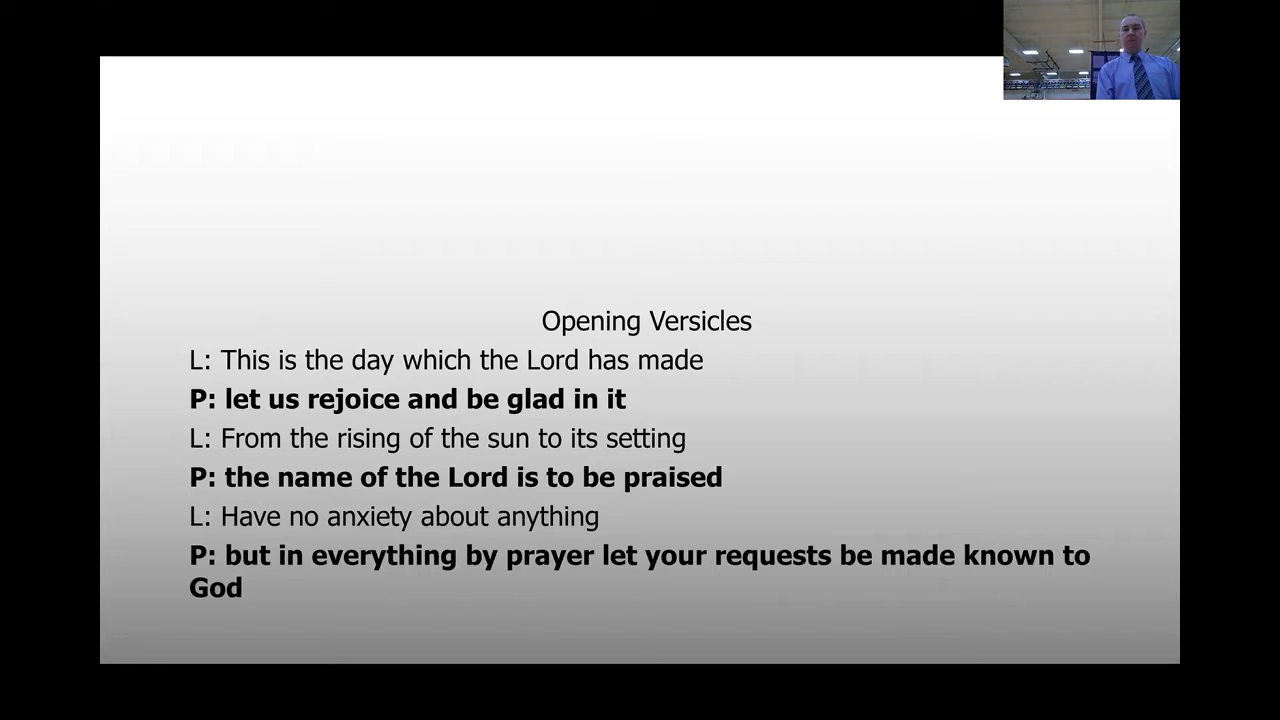 Opening Versicles
L: This is the day which the Lord has made
P: let us rejoice and be glad in it
L: From the rising of the sun to its setting
P: the name of the Lord is to be praised
L: Have no anxiety about anything
P: but in everything by prayer let your requests be made known to
God